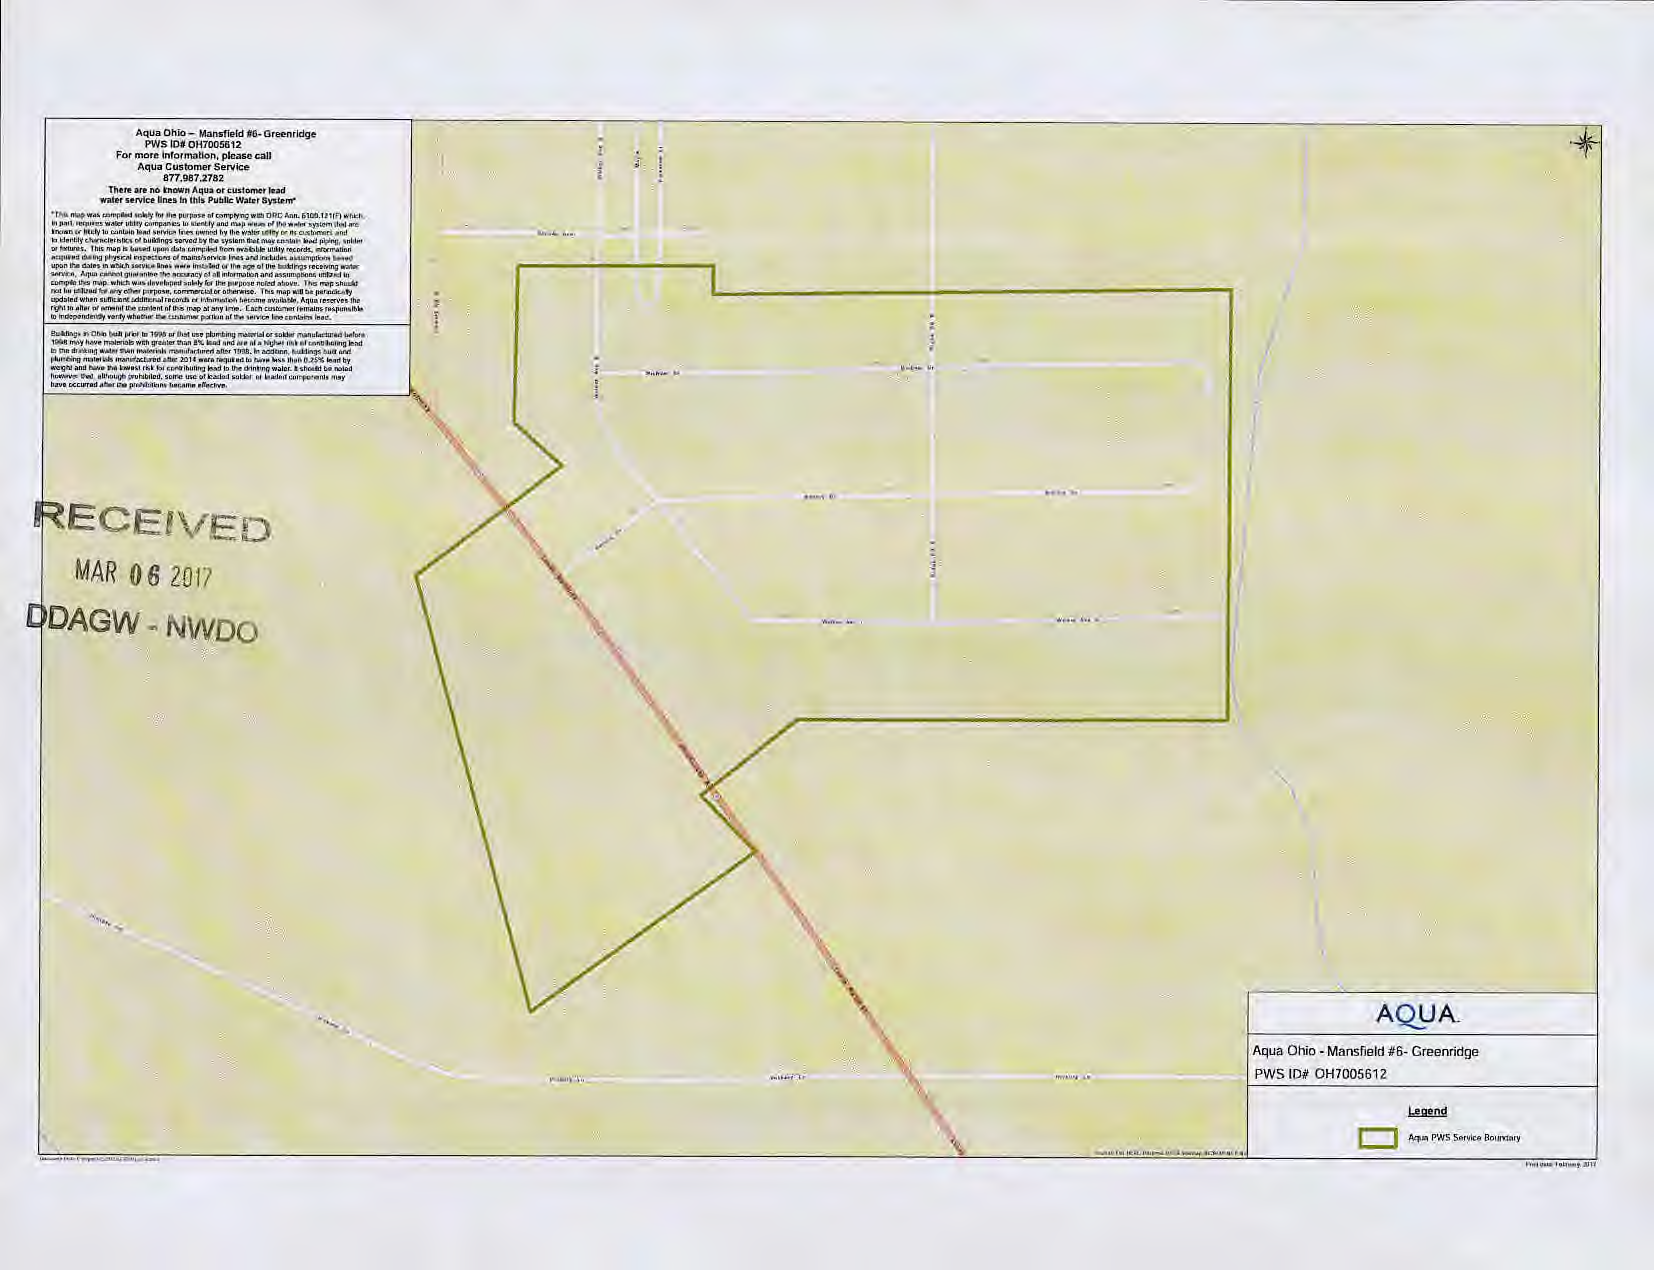 Aqua Ohio – Mansfield #6- Greenridge
PWS ID# OH7005612
For more information, please call
Aqua Customer Service
877.987.2782
There are no known Aqua or customer lead
water service lines in this Public Water System*
*This map was compiled solely for the purpose of complying with ORC Ann. 6109.121(F) which,
in part, requires water utility companies to identify and map areas of the water system that are
known or likely to contain lead service lines owned by the water utility or its customers and
to identify characteristics of buildings served by the system that may contain lead piping, solder
or fixtures. This map is based upon data compiled from available utility records, information
acquired during physical inspections of mains/service lines and includes assumptions based
upon the dates in which service lines were installed or the age of the buildings receiving water
service. Aqua cannot guarantee the accuracy of all information and assumptions utilized to
compile this map, which was developed solely for the purpose noted above. This map should
not be utilized for any other purpose, commercial or otherwise. This map will be periodically
updated when sufficient additional records or information become available. Aqua reserves the
right to alter or amend the content of this map at any time. Each customer remains responsible
to independently verify whether the customer portion of the service line contains lead.
Buildings in Ohio built prior to 1998 or that use plumbing material or solder manufactured before
1998 may have materials with greater than 8% lead and are at a higher risk of contributing lead
to the drinking water than materials manufactured after 1998. In addition, buildings built and
plumbing materials manufactured after 2014 were required to have less than 0.25% lead by
weight and have the lowest risk for contributing lead to the drinking water. It should be noted
however that, although prohibited, some use of leaded solder or leaded components may
have occurred after the prohibitions became effective.
RECEIVED
MAR 06 2017
DDAGW - NWDO
Hickory Ln
Hickory Ln
Hickory Ln
Hickory Ln
AQUA
Aqua Ohio - Mansfield #6- Greenridge
PWS ID# OH7005612
Legend
Aqua PWS Service Boundary
Print date: February 2017